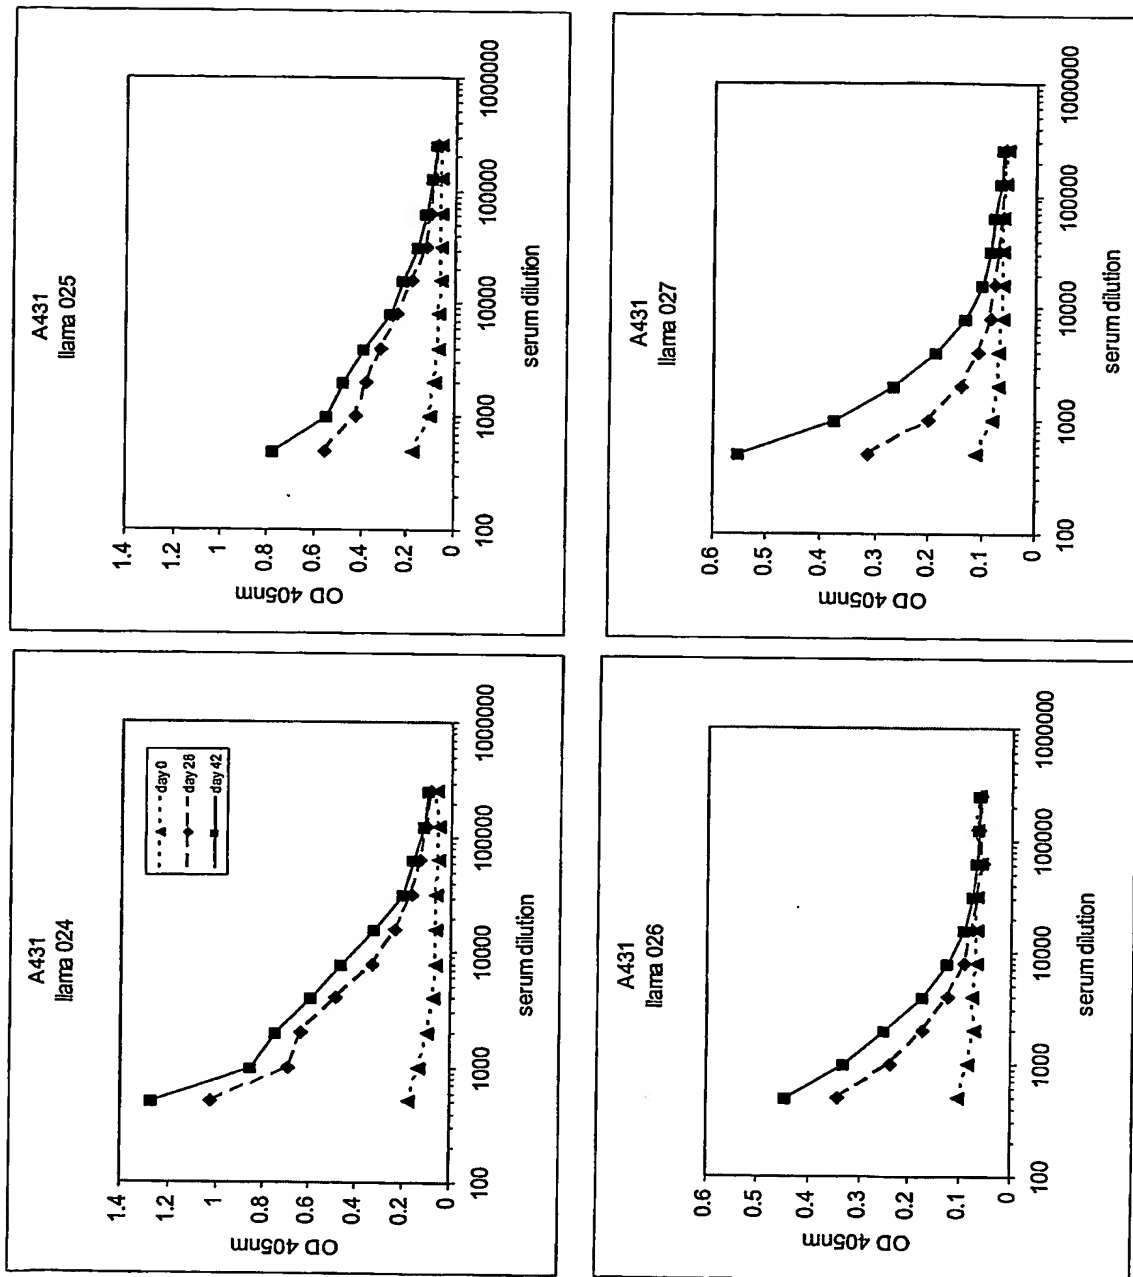 A431
llama 024
day 0
day 28
day 42
OD 405nm
1.4
1.2
1
0.8
0.6
0.4
0.2
0
100
1000
10000
100000
1000000
serum dilution
A431
llama 025
OD 405nm
1.4
1.2
1
0.8
0.6
0.4
0.2
0
100
1000
10000
100000
1000000
serum dilution
A431
llama 026
OD 405nm
0.6
0.5
0.4
0.3
0.2
0.1
0
100
1000
10000
100000
1000000
serum dilution
A431
llama 027
OD 405nm
0.6
0.5
0.4
0.3
0.2
0.1
0
100
1000
10000
100000
1000000
serum dilution